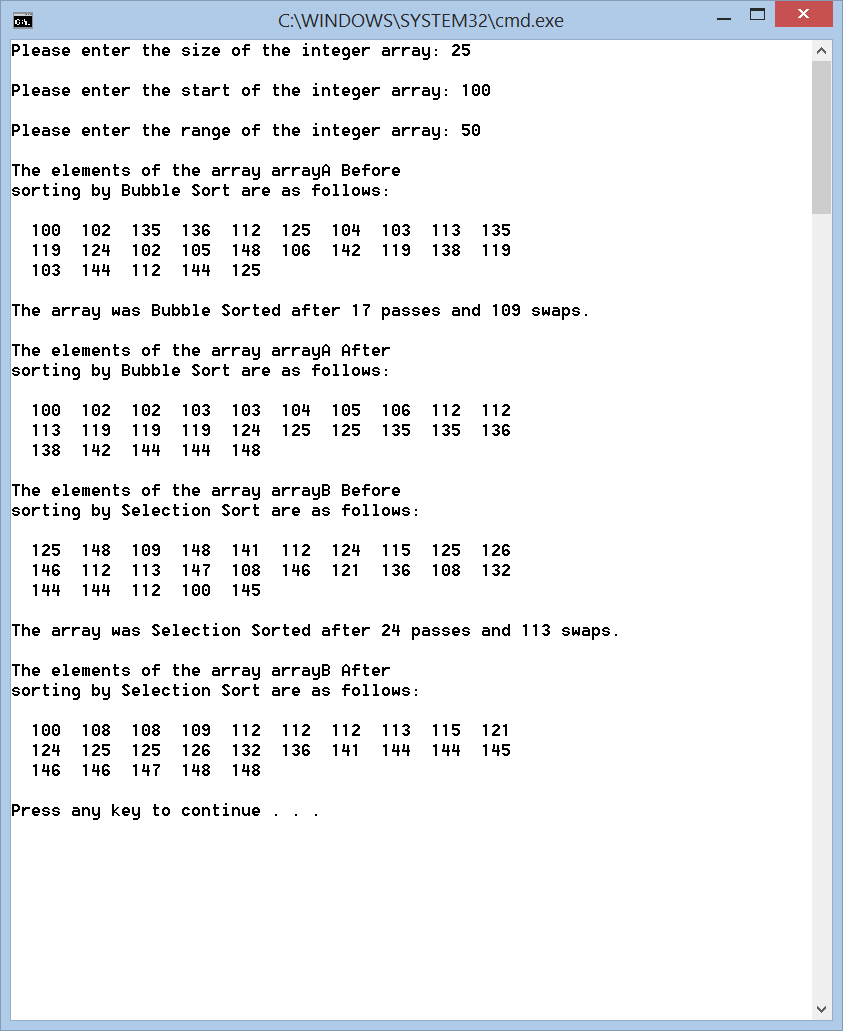 C:\WINDOWS\SYSTEM32\cmd.exe
Please enter the size of the integer array: 25
Please enter the start of the integer array: 100
Please enter the range of the integer array: 50
The elements of the array arrayA Before
sorting by Bubble Sort are as follows:
100 102 135 136 112 125 104 103 113 135
119 124 102 105 148 106 142 119 138 119
103 144 112 144 125
The array was Bubble Sorted after 17 passes and 109 swaps.
The elements of the array arrayA After
sorting by Bubble Sort are as follows:
100 102 102 103 103 104 105 106 112 112
113 119 119 119 124 125 125 135 135 136
138 142 144 144 148
The elements of the array arrayB Before
sorting by Selection Sort are as follows:
125 148 109 148 141 112 124 115 125 126
146 112 113 147 108 146 121 136 108 132
144 144 112 100 145
The array was Selection Sorted after 24 passes and 113 swaps.
The elements of the array arrayB After
sorting by Selection Sort are as follows:
100 108 108 109 112 112 112 113 115 121
124 125 125 126 132 136 141 144 144 145
146 146 147 148 148
Press any key to continue . . .